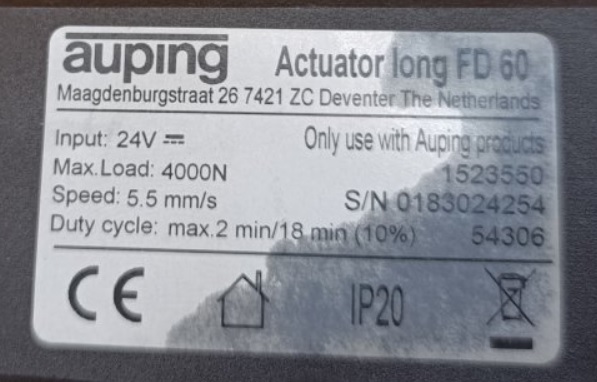 auping Actuator long FD 60
Maagdenburgstraat 26 7421 ZC Deventer The Netherlands
Input: 24V Only use with Auping products
Max.Load: 4000N 1523550
Speed: 5.5 mm/s S/N 0183024254
Duty cycle: max.2 min/18 min (10%) 54306
CE IP20